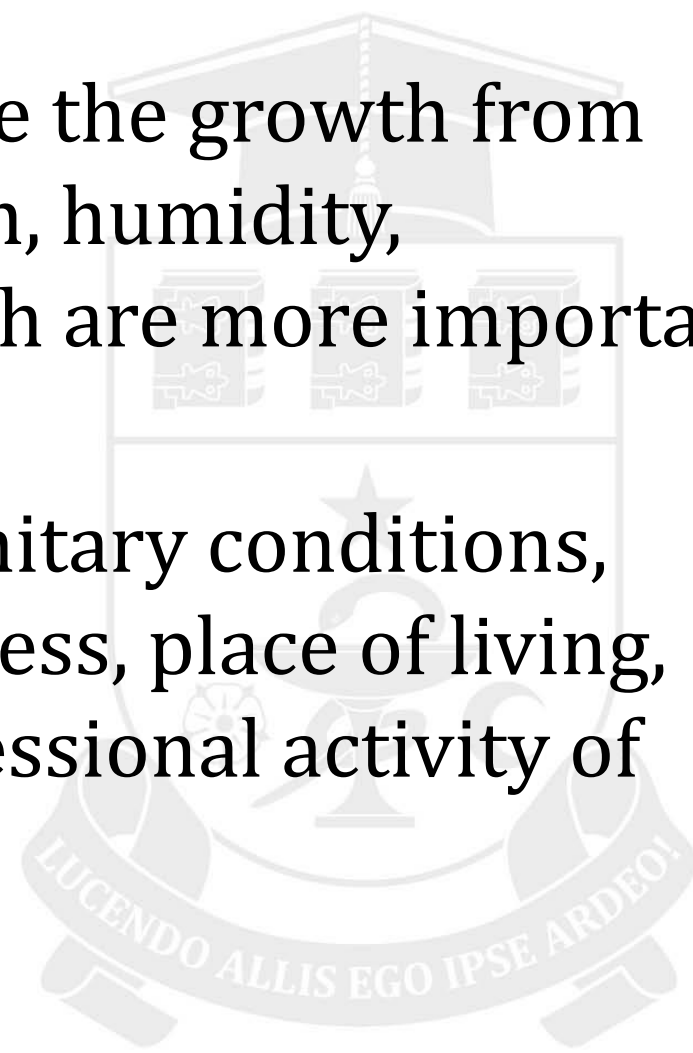 e the growth from
n, humidity,
h are more importa
nitary conditions,
ess, place of living,
essional activity of
LUCENDO ALLIS EGO IPSE ARDEO!